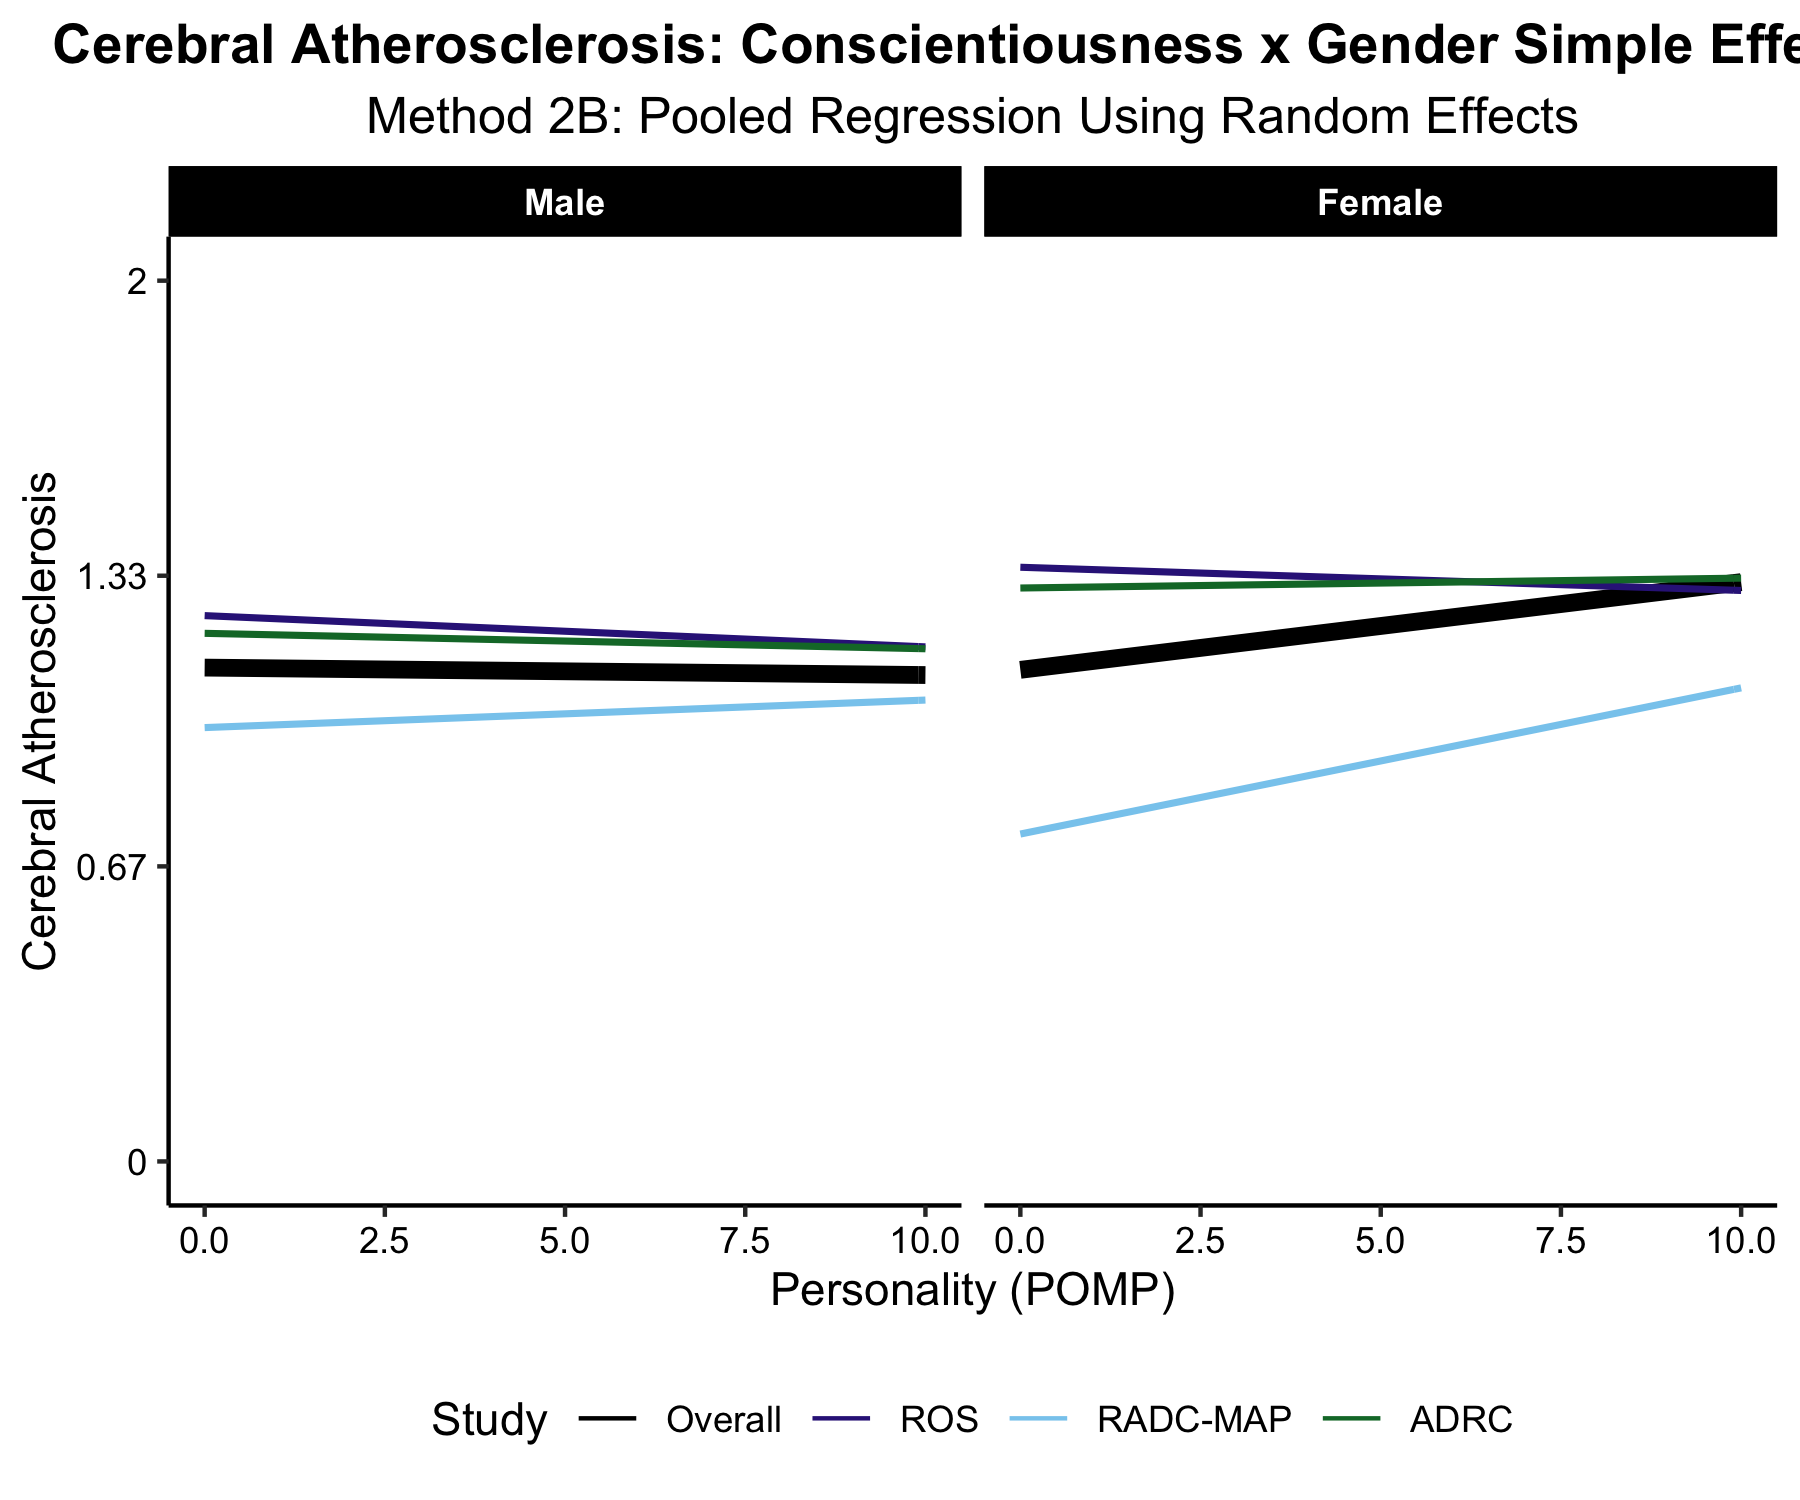 Cerebral Atherosclerosis: Conscientiousness x Gender Simple Effe
Method 2B: Pooled Regression Using Random Effects
Male
Female
Cerebral Atherosclerosis
2
1.33
0.67
0
0.0 2.5 5.0 7.5 10.0 0.0 2.5 5.0 7.5 10.0
Personality (POMP)
Study Overall ROS RADC-MAP ADRC